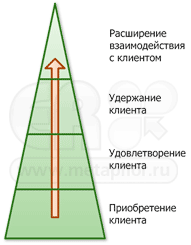 Расширение
взаимодействия
с клиентом
Удержание
клиента
Удовлетворение
клиента
Приобретение
клиента